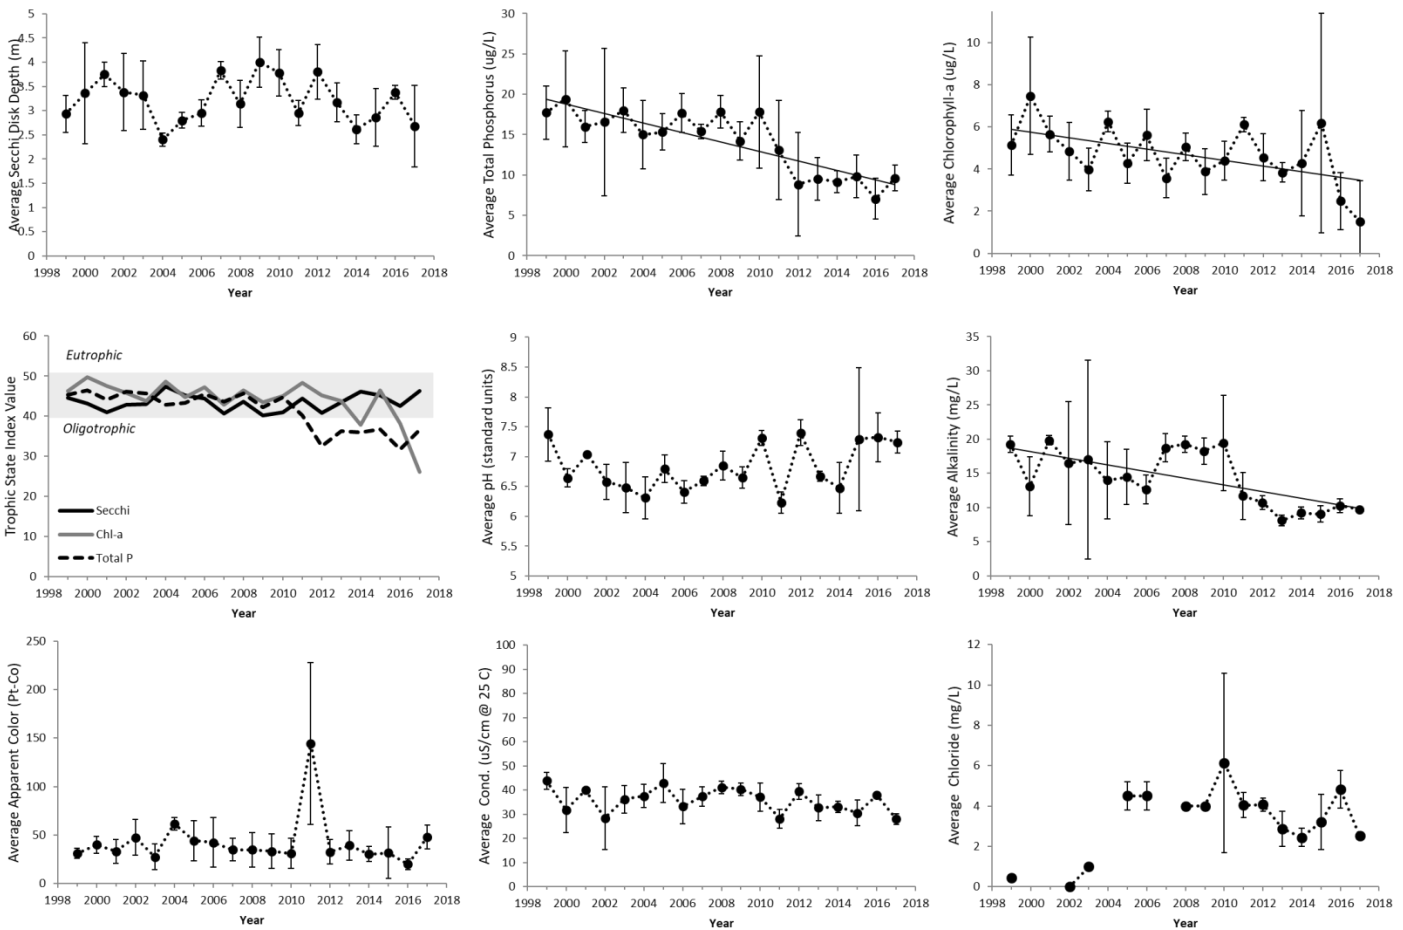 Average Secchi Disk Depth (m)
5
4.5
4
3.5
3
2.5
2
1.5
1
0.5
0
1998 2000 2002 2004 2006 2008 2010 2012 2014 2016 2018
Year
Average Total Phosphorus (ug/L)
30
25
20
15
10
5
0
1998 2000 2002 2004 2006 2008 2010 2012 2014 2016 2018
Year
Average Chlorophyll-a (ug/L)
10
8
6
4
2
0
1998 2000 2002 2004 2006 2008 2010 2012 2014 2016 2018
Year
Trophic State Index Value
60
50
40
30
20
10
0
Eutrophic
Oligotrophic
Secchi
Chl-a
Total P
1998 2000 2002 2004 2006 2008 2010 2012 2014 2016 2018
Year
Average pH (standard units)
9
8.5
8
7.5
7
6.5
6
5.5
5
1998 2000 2002 2004 2006 2008 2010 2012 2014 2016 2018
Year
Average Alkalinity (mg/L)
35
30
25
20
15
10
5
0
1998 2000 2002 2004 2006 2008 2010 2012 2014 2016 2018
Year
Average Apparent Color (Pt-Co)
250
200
150
100
50
0
1998 2000 2002 2004 2006 2008 2010 2012 2014 2016 2018
Year
Average Cond. (uS/cm @ 25 C)
100
90
80
70
60
50
40
30
20
10
0
1998 2000 2002 2004 2006 2008 2010 2012 2014 2016 2018
Year
Average Chloride (mg/L)
12
10
8
6
4
2
0
1998 2000 2002 2004 2006 2008 2010 2012 2014 2016 2018
Year